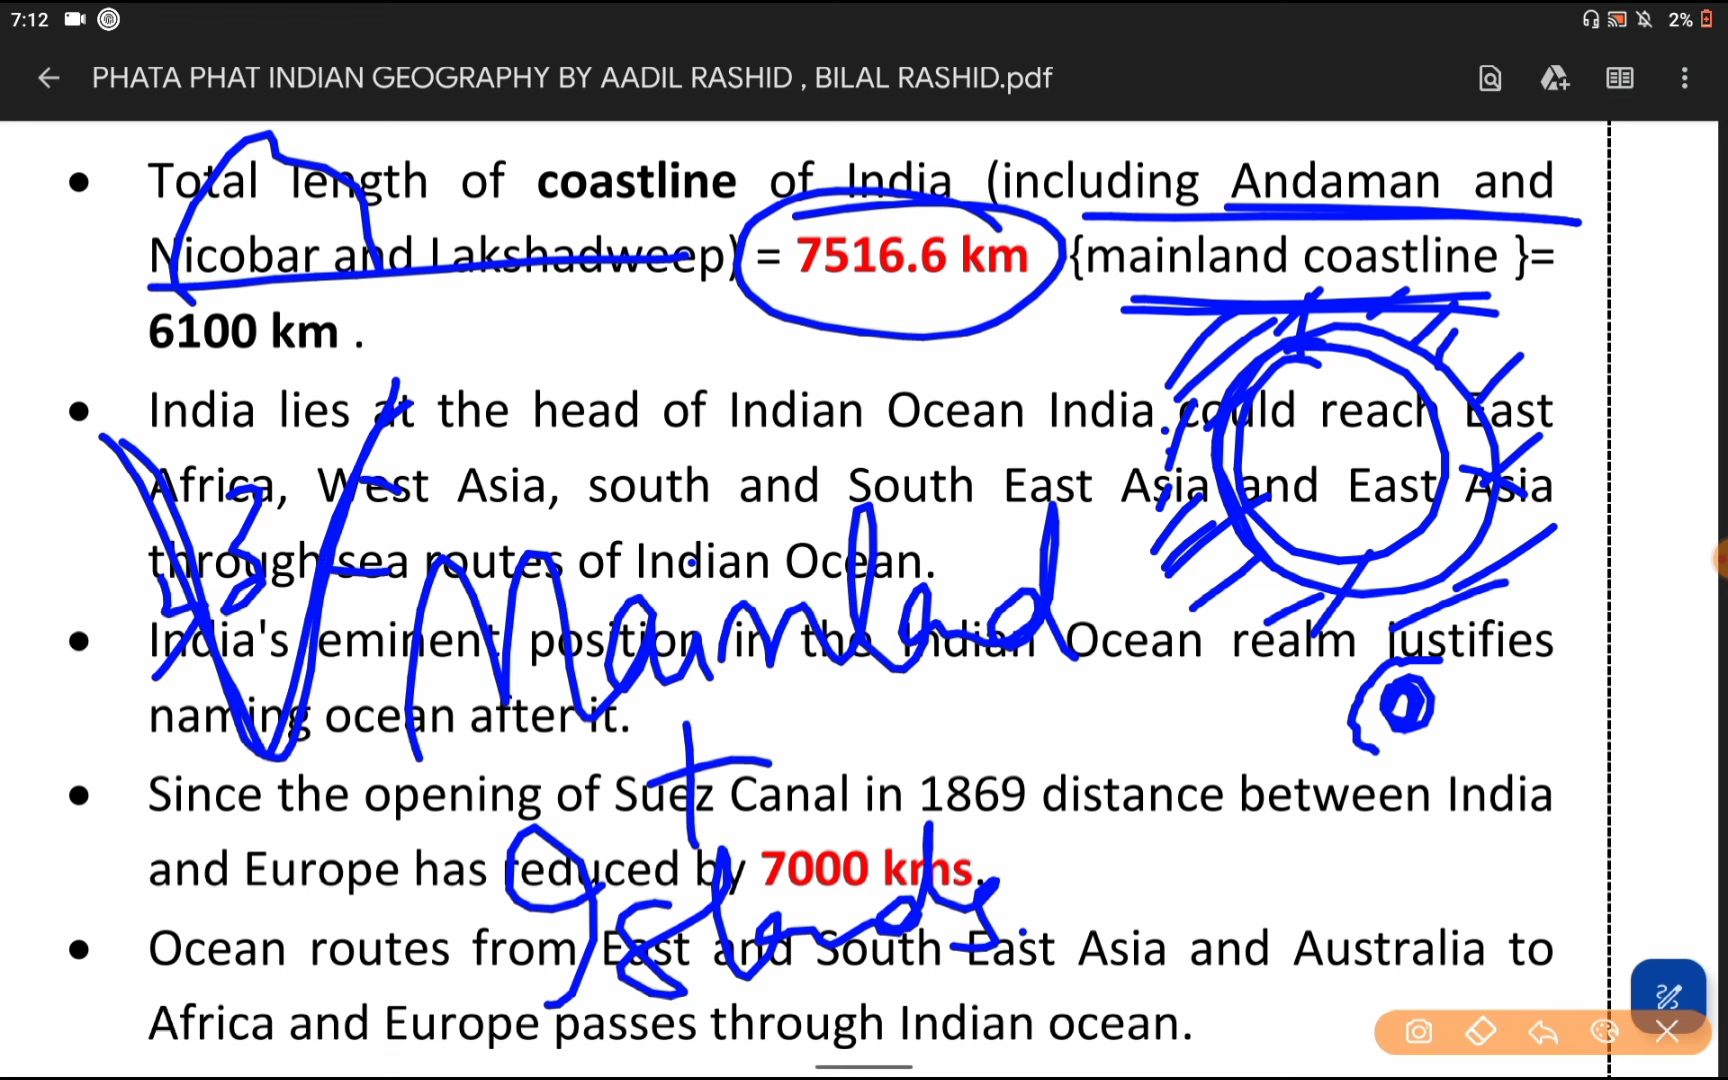 7:12 2%
PHATA PHAT INDIAN GEOGRAPHY BY AADIL RASHID , BILAL RASHID.pdf
• Total length of coastline of India (including Andaman and
Nicobar and Lakshadweep) = 7516.6 km {mainland coastline }=
6100 km .
• India lies at the head of Indian Ocean India could reach East
Africa, West Asia, south and South East Asia and East Asia
through sea routes of Indian Ocean.
• India's eminent position in the Indian Ocean realm justifies
naming ocean after it.
• Since the opening of Suez Canal in 1869 distance between India
and Europe has reduced by 7000 kms.
• Ocean routes from East and South East Asia and Australia to
Africa and Europe passes through Indian ocean.
13
Mainland
+
Islands